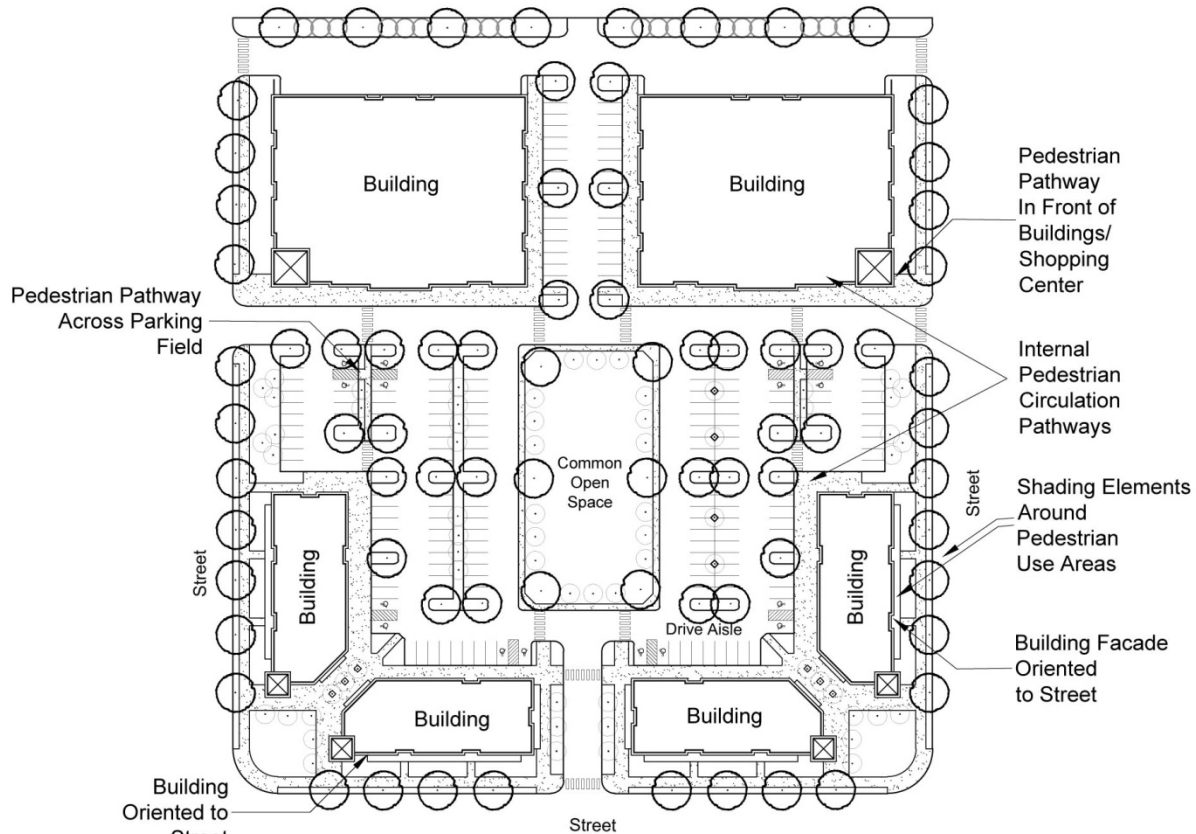 Building
Building
Pedestrian
Pathway
In Front of
Buildings/
Shopping
Center
Pedestrian Pathway
Across Parking
Field
Internal
Pedestrian
Circulation
Pathways
Common
Open
Space
Street
Shading Elements
Around
Pedestrian
Use Areas
Street
Building
Building
Drive Aisle
Building Facade
Oriented
to Street
Building
Building
Building
Oriented to
Street
Street